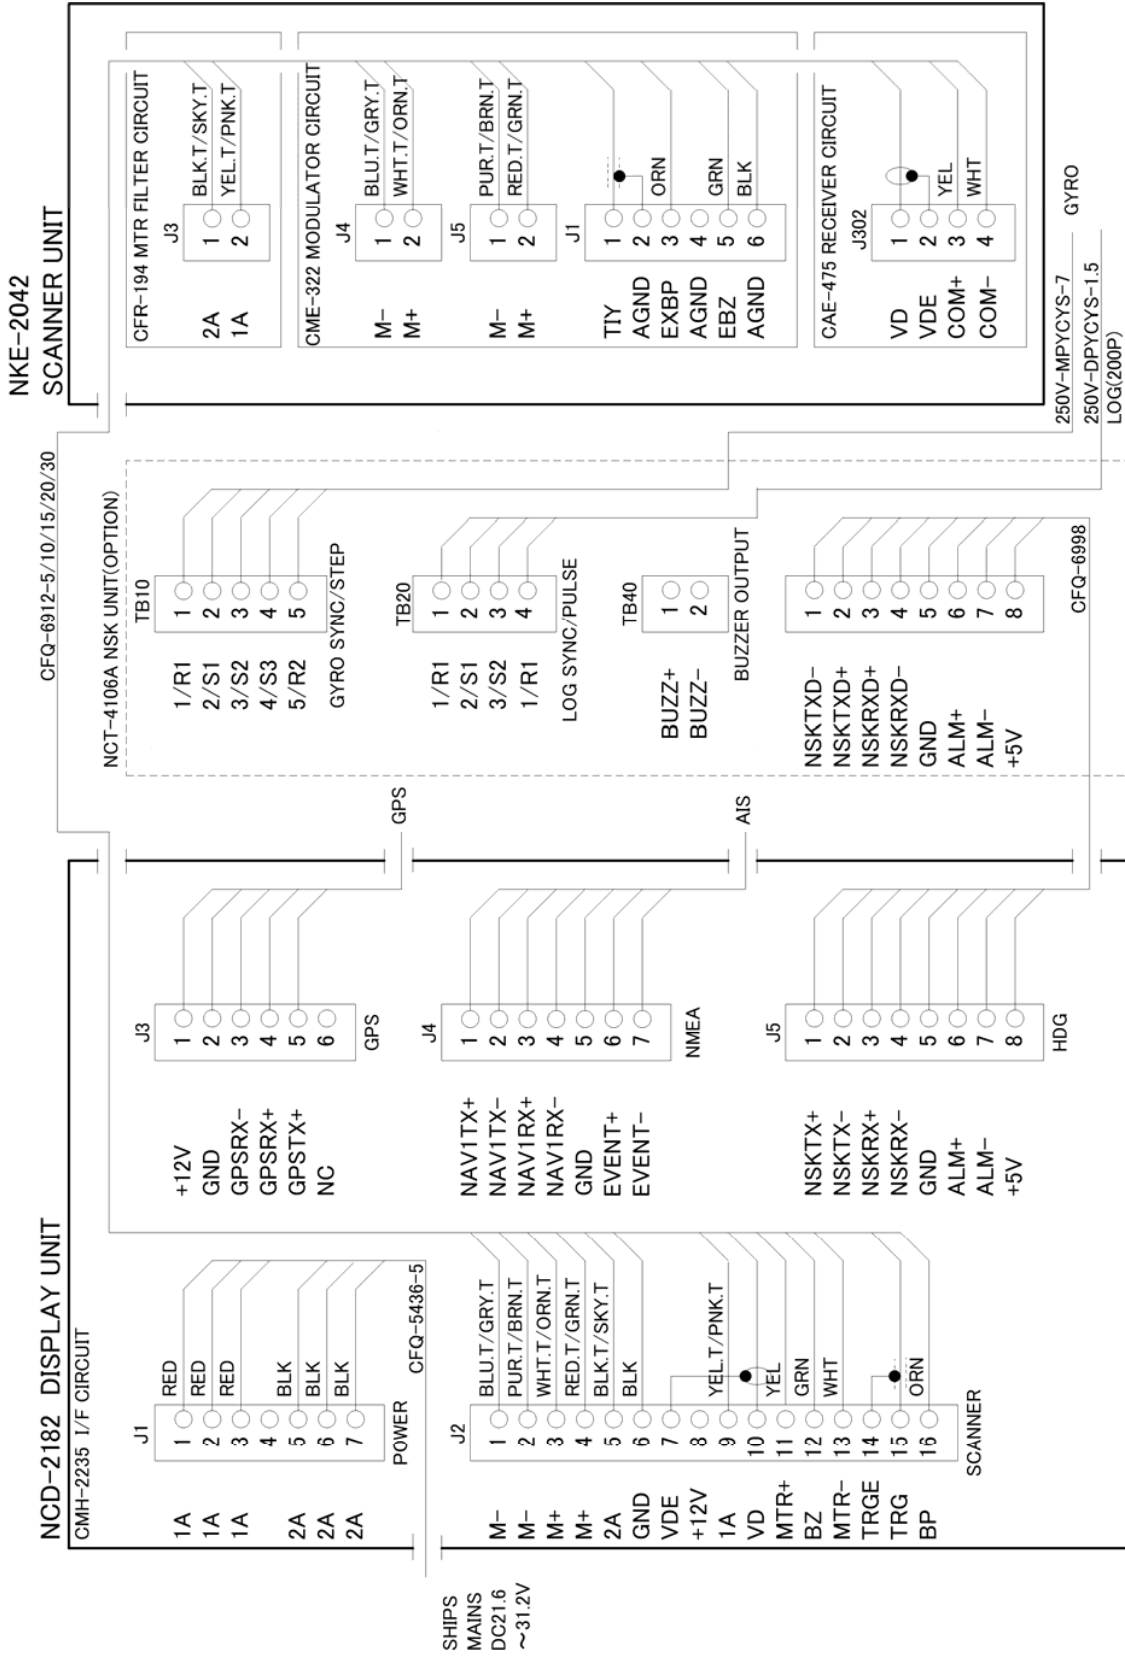 NKE-2042
SCANNER UNIT
CFR-194 MTR FILTER CIRCUIT
J3
1
2
2A
1A
BLK.T/SKY.T
YEL.T/PNK.T
CME-322 MODULATOR CIRCUIT
J4
1
2
M-
M+
BLU.T/GRY.T
WHT.T/ORN.T
J5
1
2
M-
M+
PUR.T/BRN.T
RED.T/GRN.T
J1
1
2
3
4
5
6
TIY
AGND
EXBP
AGND
EBZ
AGND
ORN
GRN
BLK
CAE-475 RECEIVER CIRCUIT
J302
1
2
3
4
VD
VDE
COM+
COM-
YEL
WHT
CFQ-6912-5/10/15/20/30
NCT-4106A NSK UNIT(OPTION)
TB10
1
2
3
4
5
1/R1
2/S1
3/S2
4/S3
5/R2
GYRO SYNC/STEP
TB20
1
2
3
4
1/R1
2/S1
3/S2
1/R1
LOG SYNC/PULSE
TB40
1
2
BUZZ+
BUZZ-
BUZZER OUTPUT
1
2
3
4
5
6
7
8
NSKTXD-
NSKTXD+
NSKRXD+
NSKRXD-
GND
ALM+
ALM-
+5V
CFQ-6998
250V-MPYCYS-7
GYRO
250V-DPYCYS-1.5
LOG(200P)
NCD-2182 DISPLAY UNIT
CMH-2235 I/F CIRCUIT
J3
1
2
3
4
5
6
+12V
GND
GPSRX-
GPSRX+
GPSTX+
NC
GPS
GPS
J4
1
2
3
4
5
6
7
NAV1TX+
NAV1TX-
NAV1RX+
NAV1RX-
GND
EVENT+
EVENT-
NMEA
AIS
J5
1
2
3
4
5
6
7
8
NSKTX+
NSKTX-
NSKRX+
NSKRX-
GND
ALM+
ALM-
+5V
HDG
J1
1
2
3
4
5
6
7
1A
1A
1A
2A
2A
2A
RED
RED
RED
BLK
BLK
BLK
POWER
CFQ-5436-5
SHIPS
MAINS
DC21.6
～31.2V
J2
1
2
3
4
5
6
7
8
9
10
11
12
13
14
15
16
M-
M-
M+
M+
2A
GND
VDE
+12V
1A
VD
MTR+
BZ
MTR-
TRGE
TRG
BP
BLU.T/GRY.T
PUR.T/BRN.T
WHT.T/ORN.T
RED.T/GRN.T
BLK.T/SKY.T
BLK
YEL.T/PNK.T
YEL
GRN
WHT
ORN
SCANNER